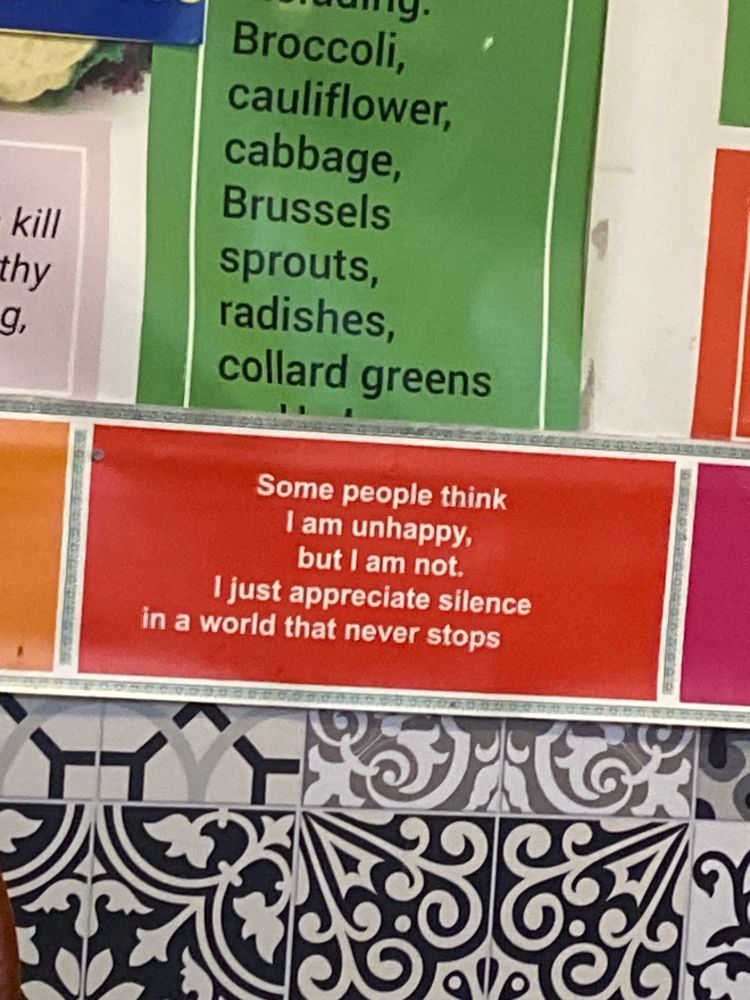 Broccoli,
cauliflower,
cabbage,
Brussels
sprouts,
radishes,
collard greens
kill
g,
Some people think
I am unhappy,
but I am not.
I just appreciate silence
in a world that never stops